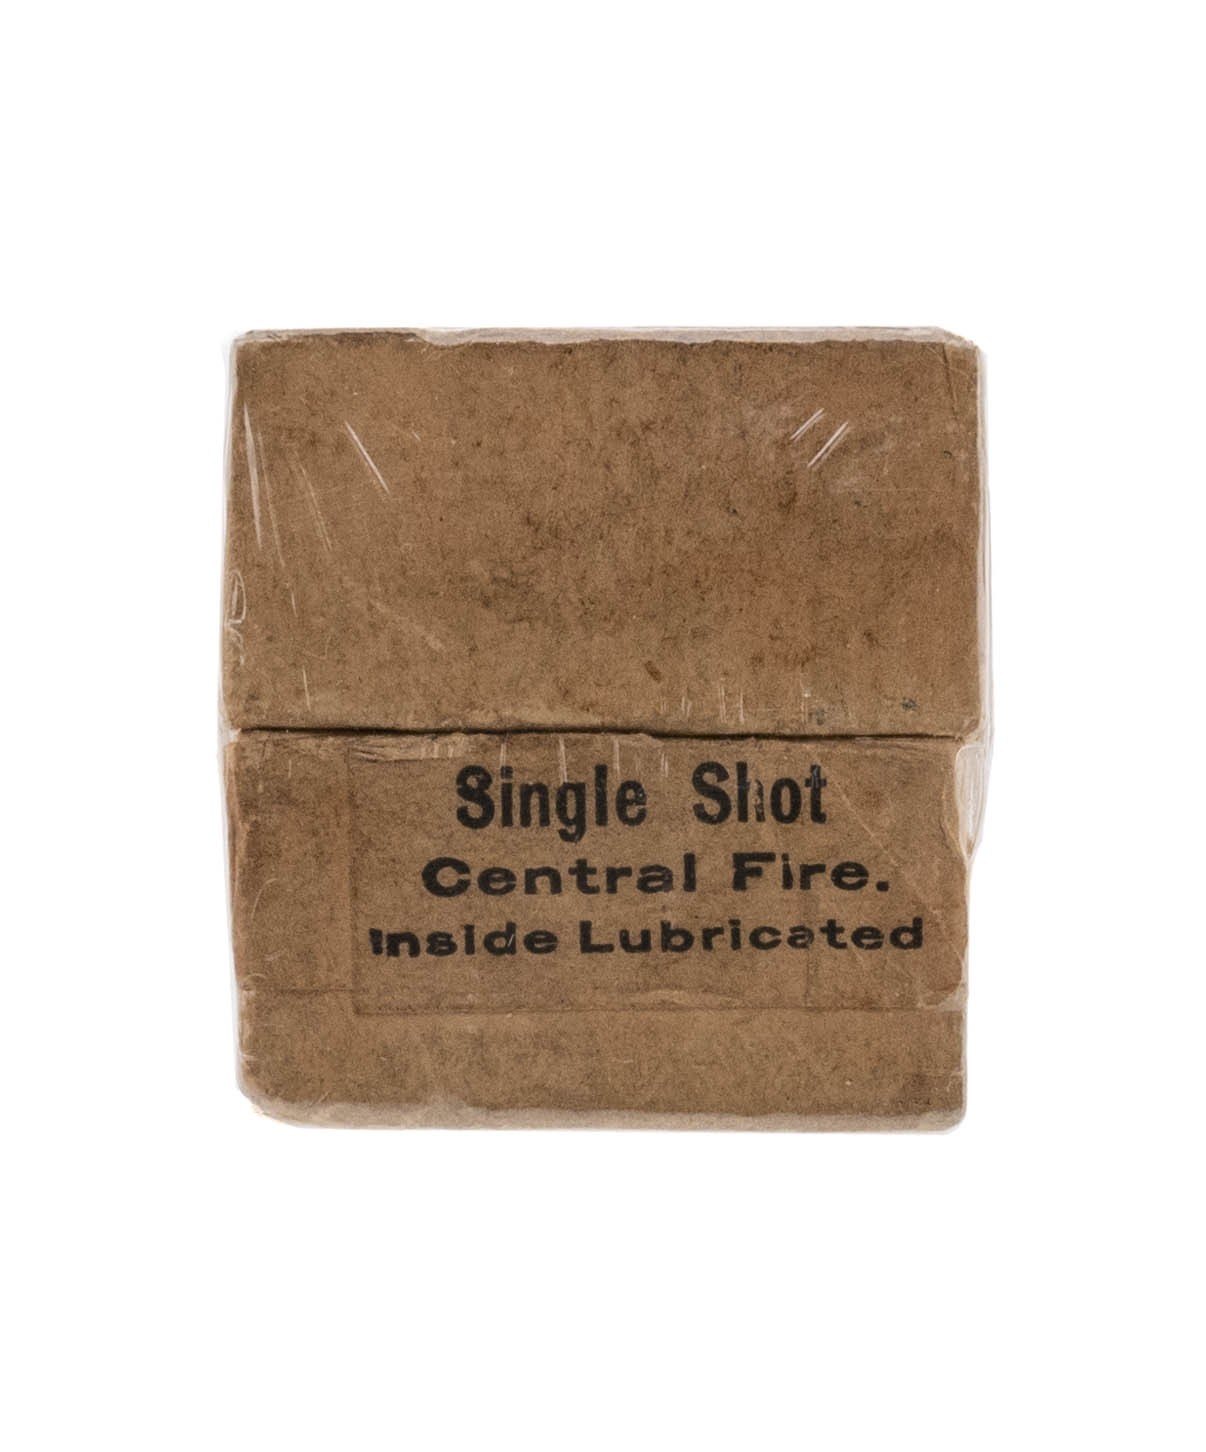 Single Shot
Central Fire.
Inside Lubricated